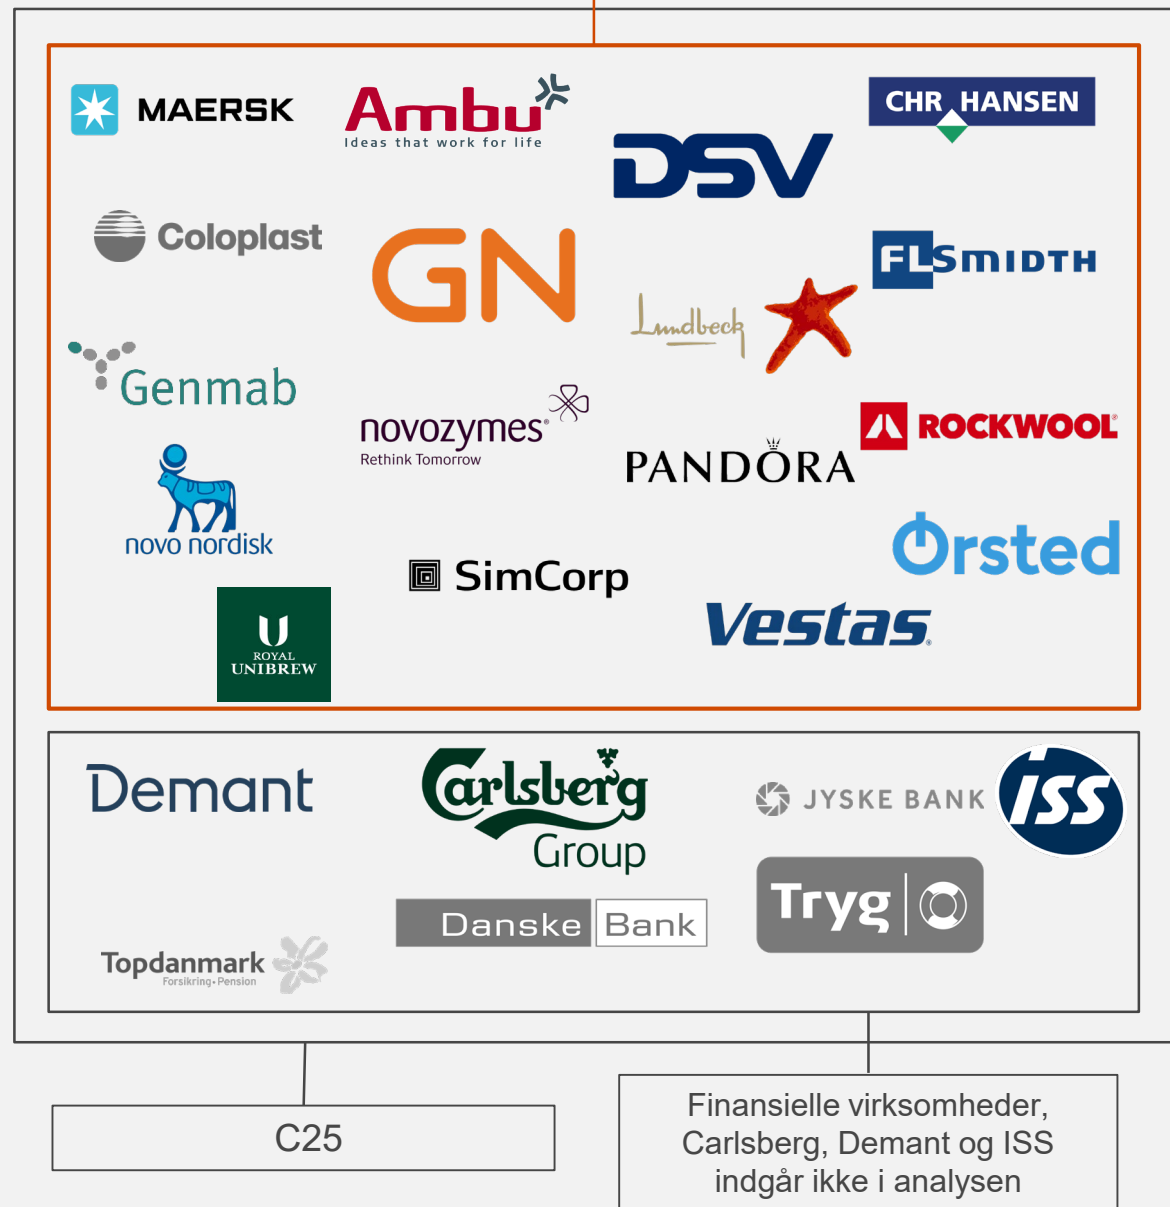 MAERSK
Ambu
Ideas that work for life
DSV
CHR HANSEN
Coloplast
GN
FLSMIDTH
Lundbeck
Genmab
novozymes®
Rethink Tomorrow
PANDÖRA
ROCKWOOL®
novo nordisk
SimCorp
Ørsted
ROYAL
UNIBREW
Vestas®
Demant
Carlsberg
Group
JYSKE BANK
ISS
Danske Bank
Tryg
Topdanmark
Forsikring • Pension
C25
Finansielle virksomheder,
Carlsberg, Demant og ISS
indgår ikke i analysen